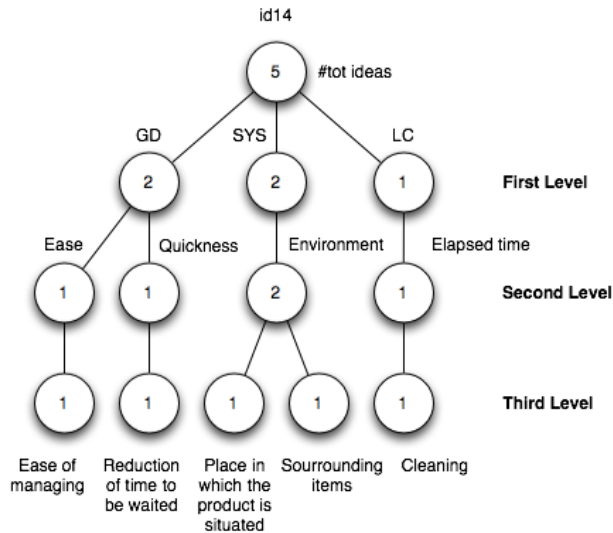 id14
5 #tot ideas
GD SYS LC
2 2 1 First Level
Ease Quickness Environment Elapsed time
1 1 2 1 Second Level
1 1 1 1 1 Third Level
Ease of Reduction Place in Sourrounding Cleaning
managing of time to which the items
be waited product is
situated